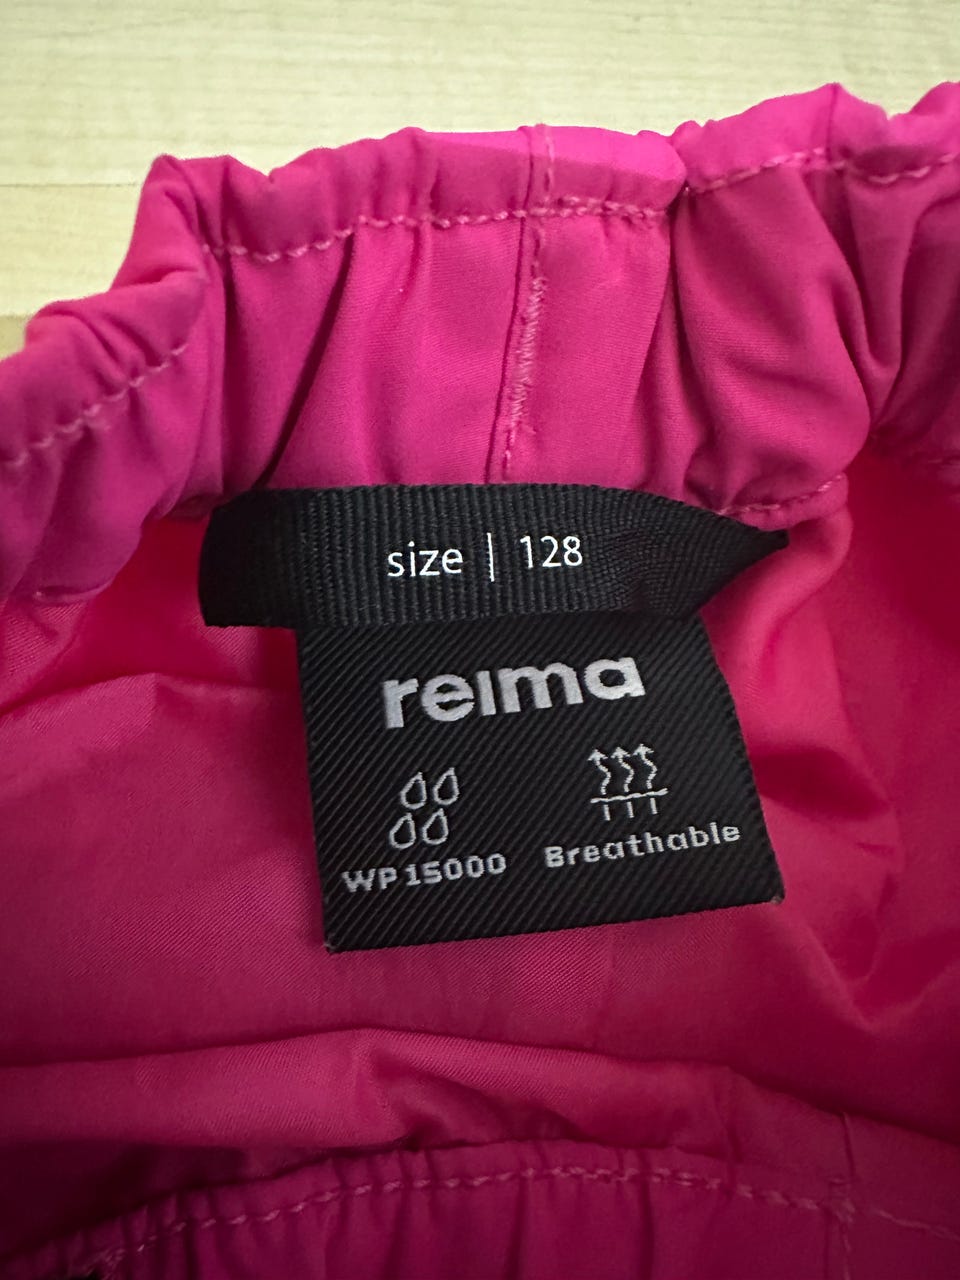 size | 128
reima
WP15000
Breathable